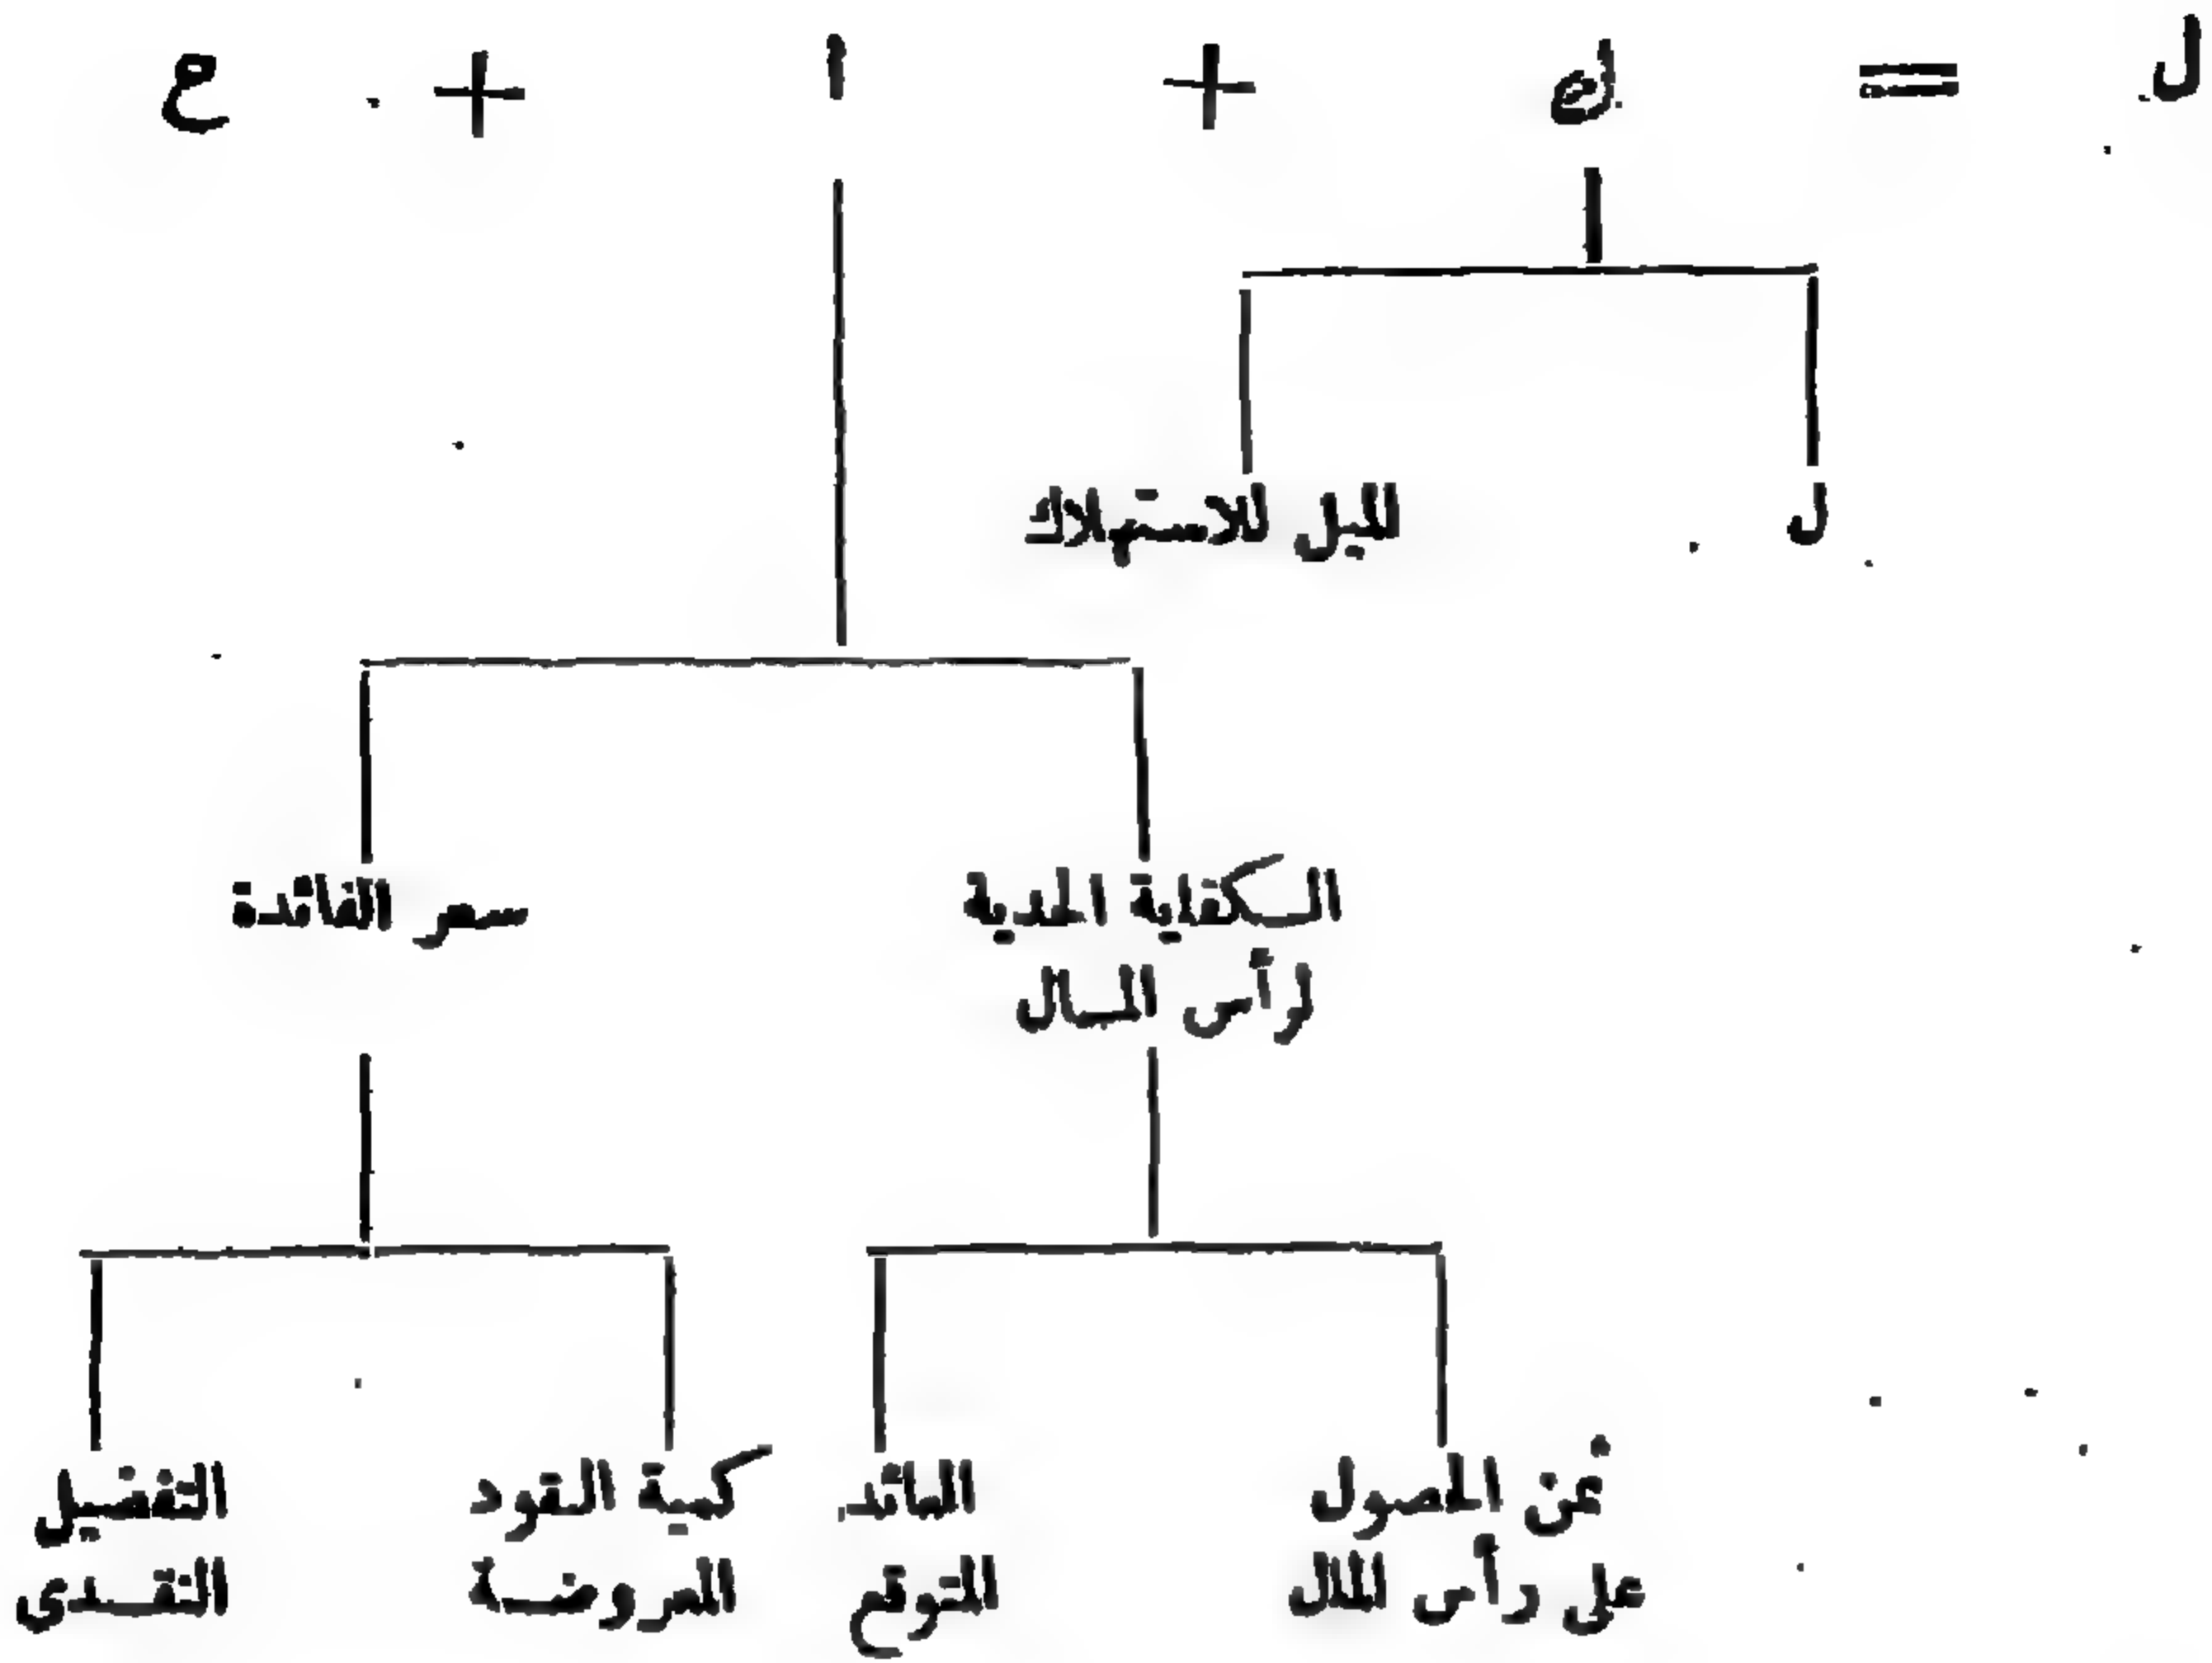 ل = ك + ا + ع
ل
الميل للاستهلاك
الكفاية الحدية
لرأس المال
سعر الفائدة
ثمن الحصول
على رأس المال
العائد
المتوقع
كمية النقود
المعروضة
التفضيل
النقدى